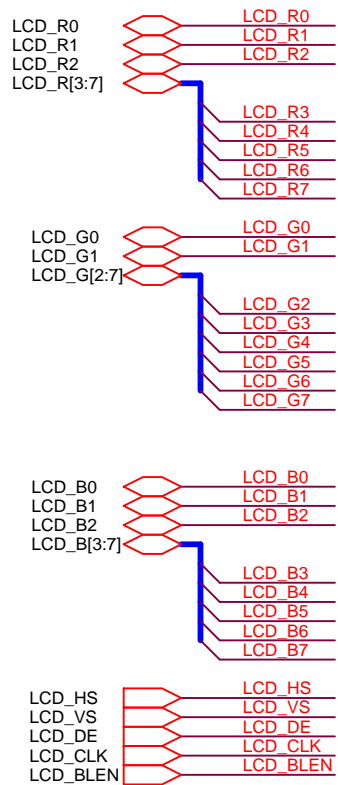 LCD_R0 LCD_R0
LCD_R1 LCD_R1
LCD_R2 LCD_R2
LCD_R[3:7]
LCD_R3
LCD_R4
LCD_R5
LCD_R6
LCD_R7
LCD_G0 LCD_G0
LCD_G1 LCD_G1
LCD_G[2:7]
LCD_G2
LCD_G3
LCD_G4
LCD_G5
LCD_G6
LCD_G7
LCD_B0 LCD_B0
LCD_B1 LCD_B1
LCD_B2 LCD_B2
LCD_B[3:7]
LCD_B3
LCD_B4
LCD_B5
LCD_B6
LCD_B7
LCD_HS LCD_HS
LCD_VS LCD_VS
LCD_DE LCD_DE
LCD_CLK LCD_CLK
LCD_BLEN LCD_BLEN